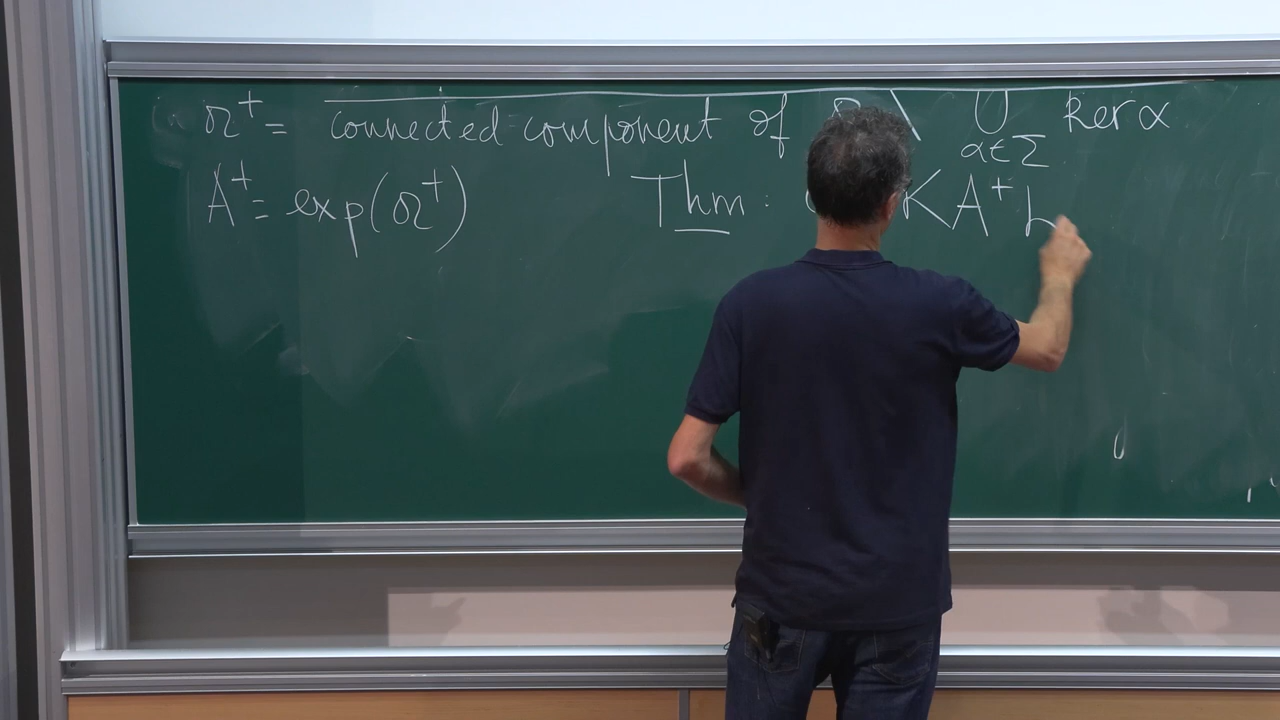 𝔞⁺ = connected component of \ ∪ ker α
α∈Σ
A⁺ = exp(𝔞⁺) Thm : KA⁺